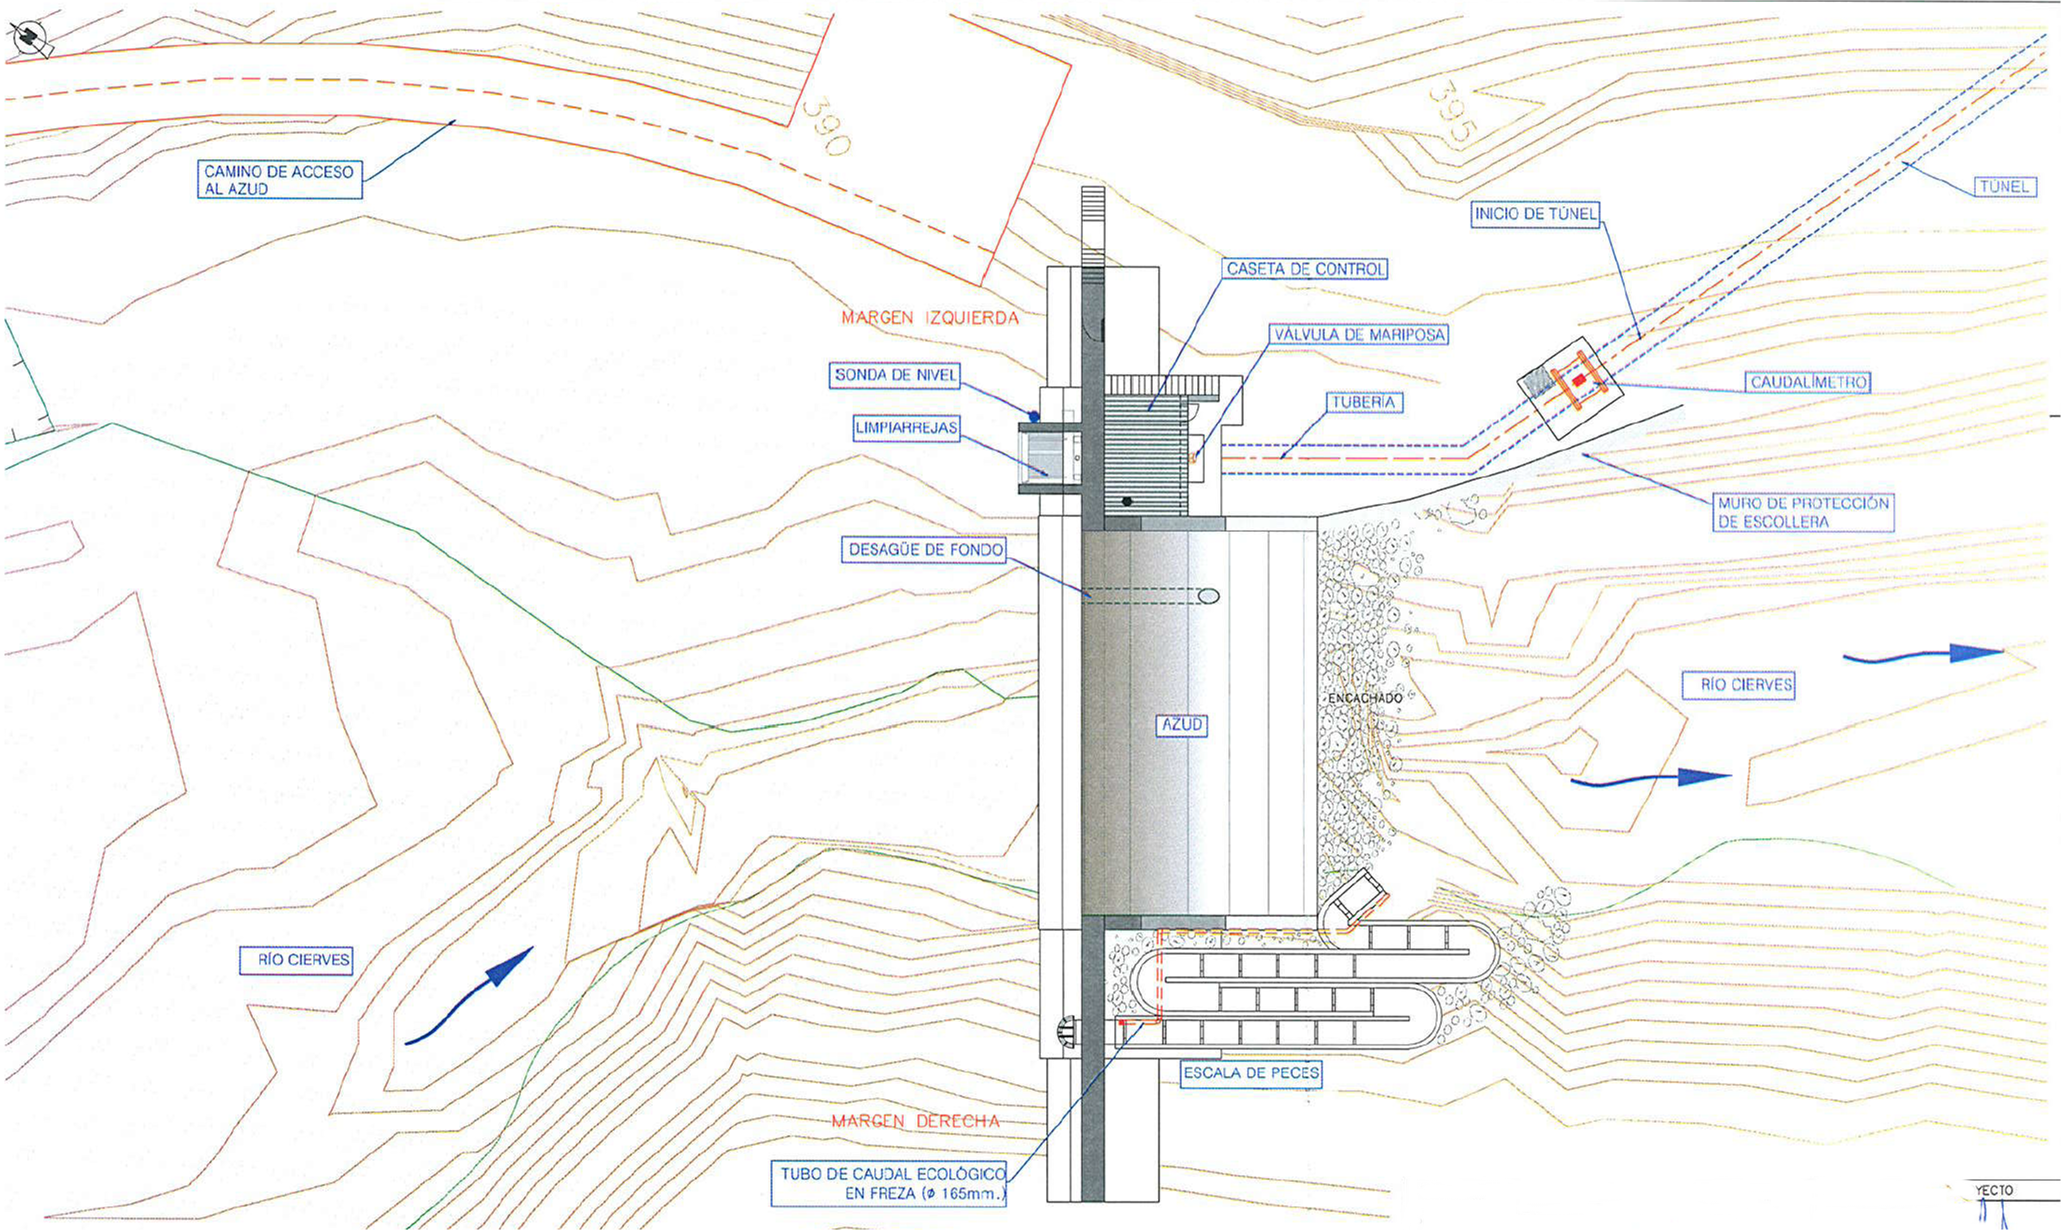 N
390
395
CAMINO DE ACCESO
AL AZUD
TÚNEL
INICIO DE TÚNEL
CASETA DE CONTROL
MARGEN IZQUIERDA
VÁLVULA DE MARIPOSA
SONDA DE NIVEL
CAUDALÍMETRO
TUBERÍA
LIMPIARREJAS
MURO DE PROTECCIÓN
DE ESCOLLERA
DESAGÜE DE FONDO
RÍO CIERVES
ENCACHADO
AZUD
RÍO CIERVES
ESCALA DE PECES
MARGEN DERECHA
TUBO DE CAUDAL ECOLÓGICO
EN FREZA (ø 165mm.)
YECTO